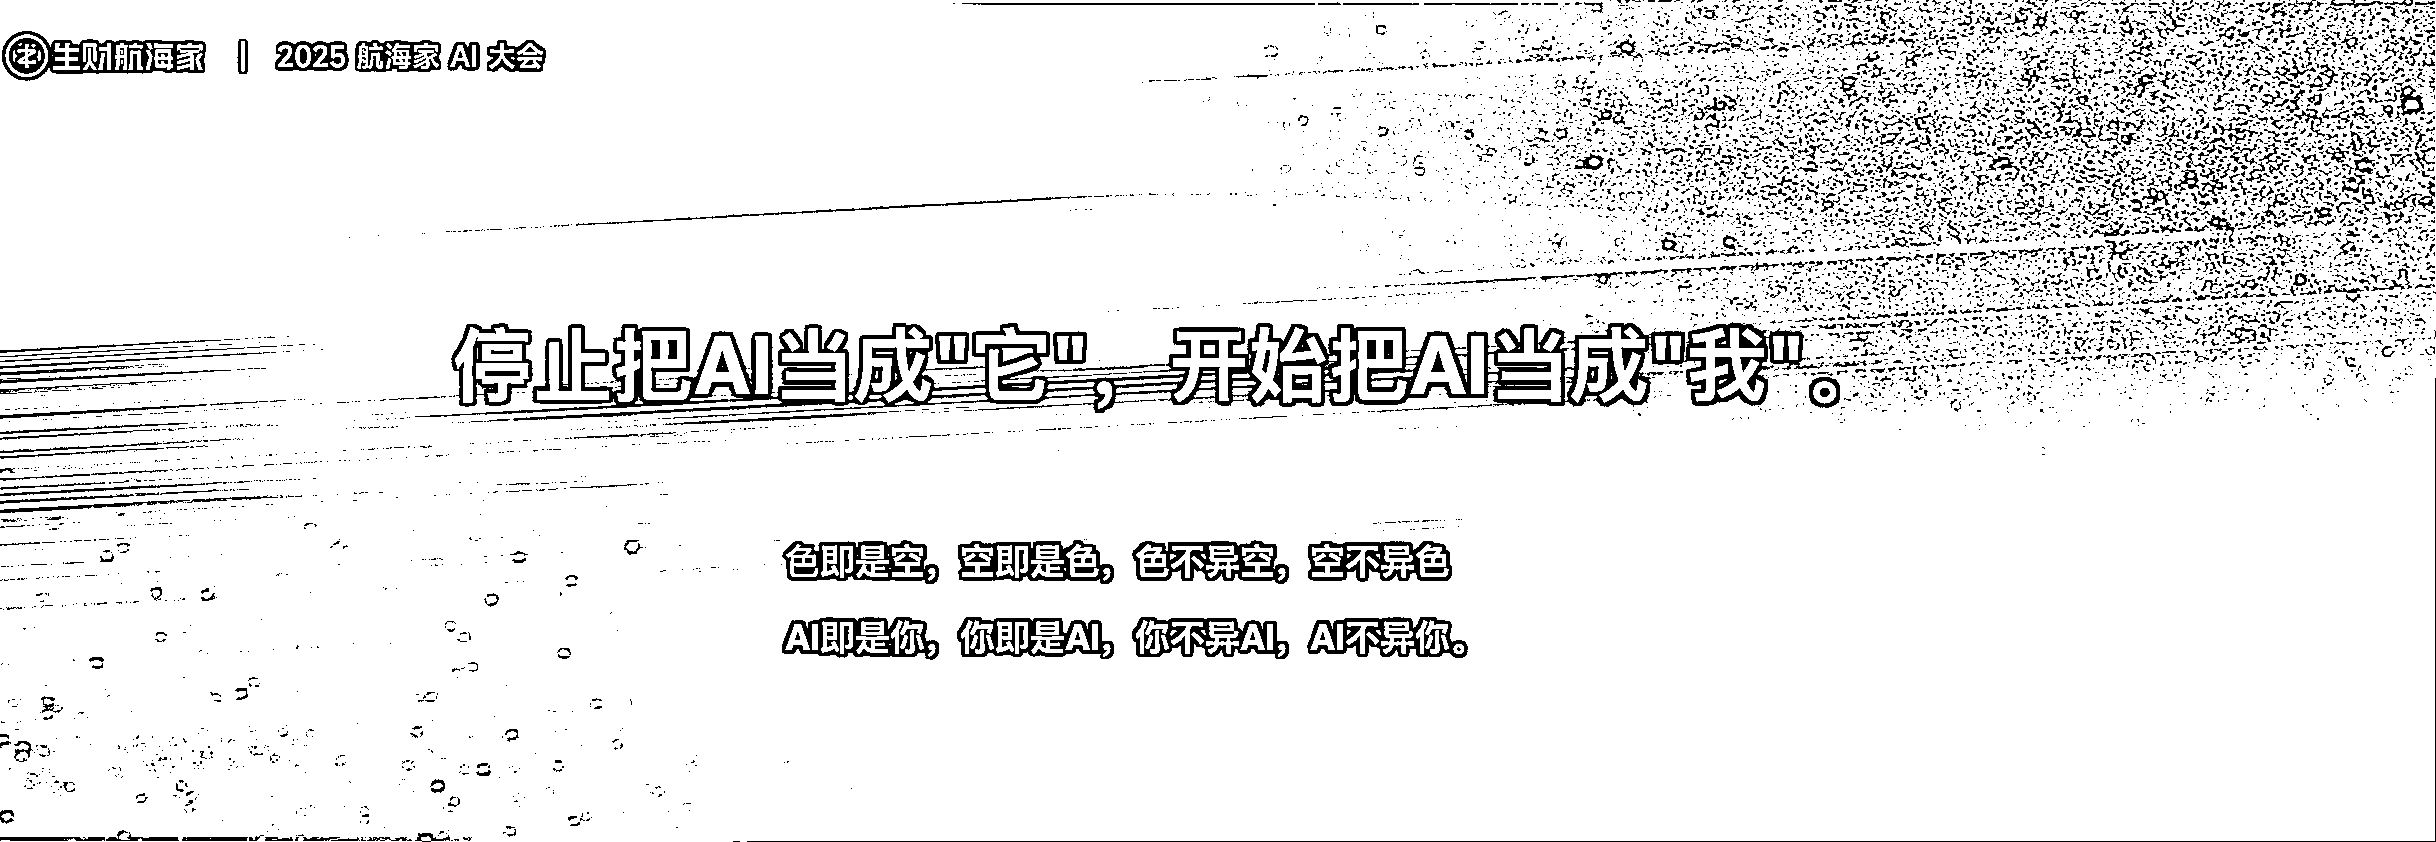 生财航海家 | 2025 航海家 AI 大会
停止把AI当成"它"，开始把AI当成"我"。
色即是空，空即是色，色不异空，空不异色
AI即是你，你即是AI，你不异AI，AI不异你。